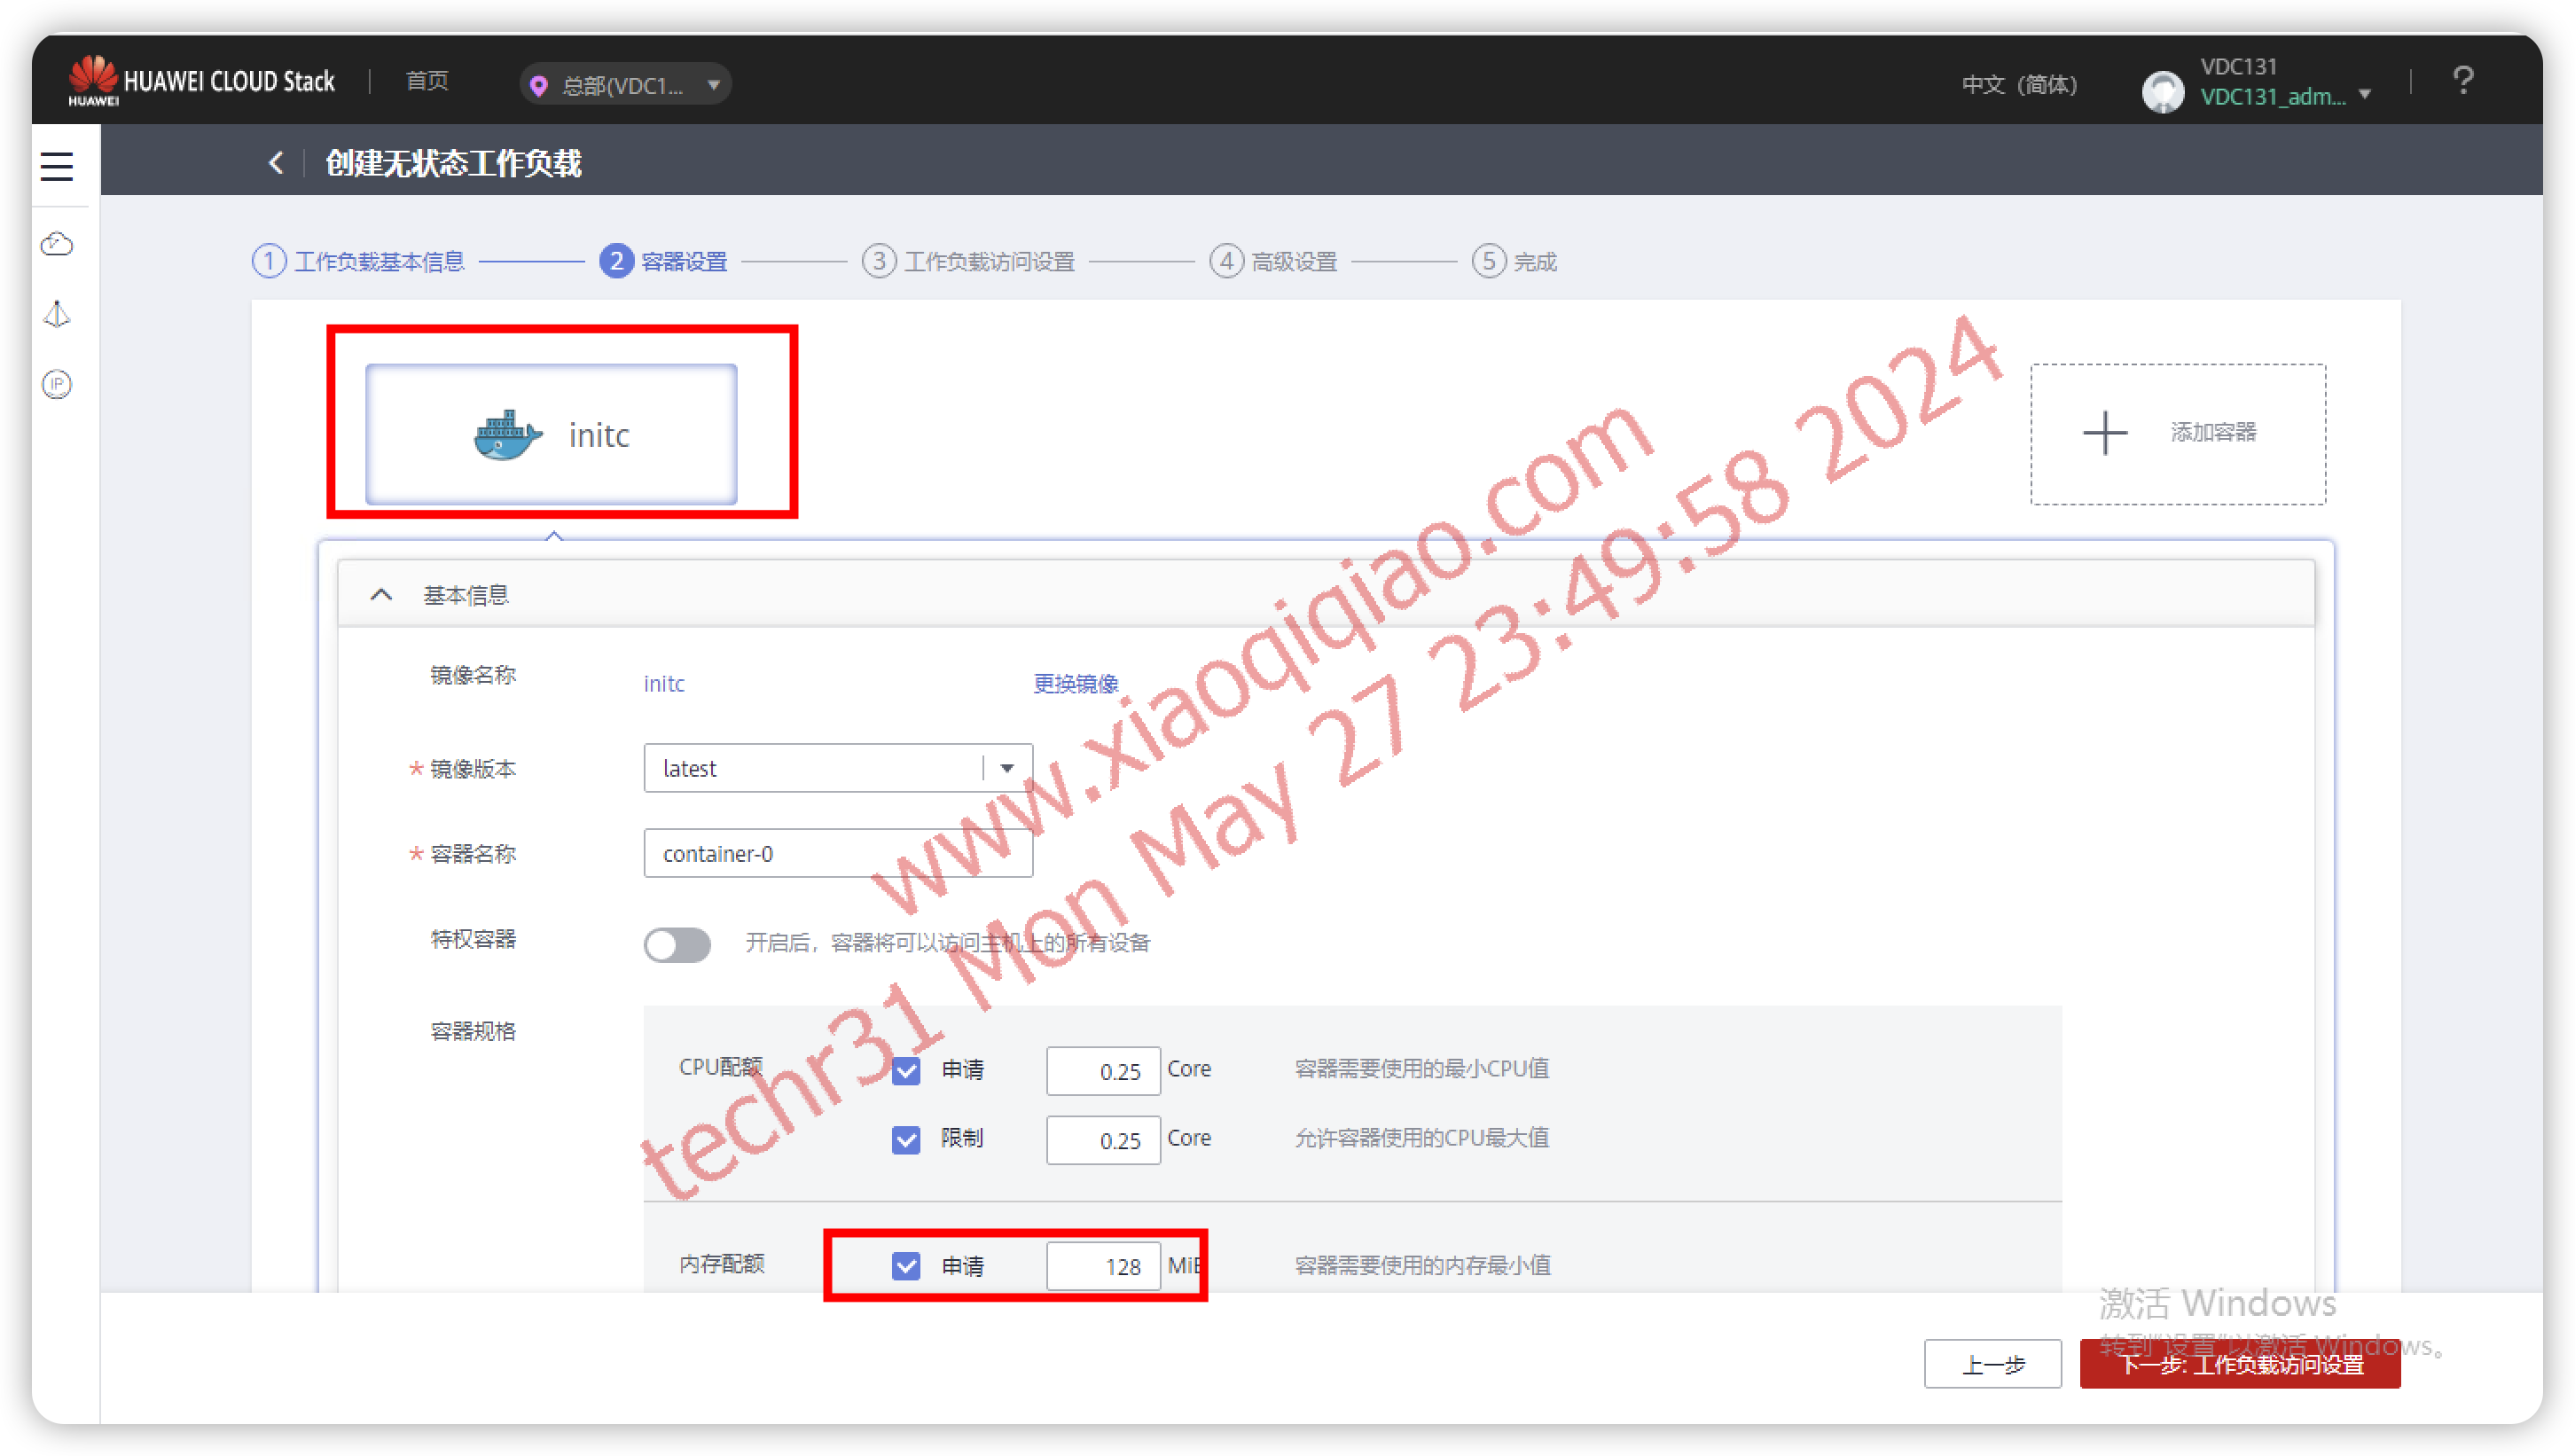 HUAWEI
HUAWEI CLOUD Stack
首页
总部(VDC1...
中文（简体）
VDC131
VDC131_adm...
?
创建无状态工作负载
1 工作负载基本信息
2 容器设置
3 工作负载访问设置
4 高级设置
5 完成
IP
initc
添加容器
基本信息
镜像名称
initc
更换镜像
* 镜像版本
latest
* 容器名称
container-0
特权容器
开启后，容器将可以访问主机上的所有设备
容器规格
CPU配额
申请
0.25
Core
容器需要使用的最小CPU值
限制
0.25
Core
允许容器使用的CPU最大值
内存配额
申请
128
MiB
容器需要使用的内存最小值
www.xiaoqiqiao.com
techr31 Mon May 27 23:49:58 2024
激活 Windows
转到"设置"以激活 Windows。
上一步
下一步: 工作负载访问设置